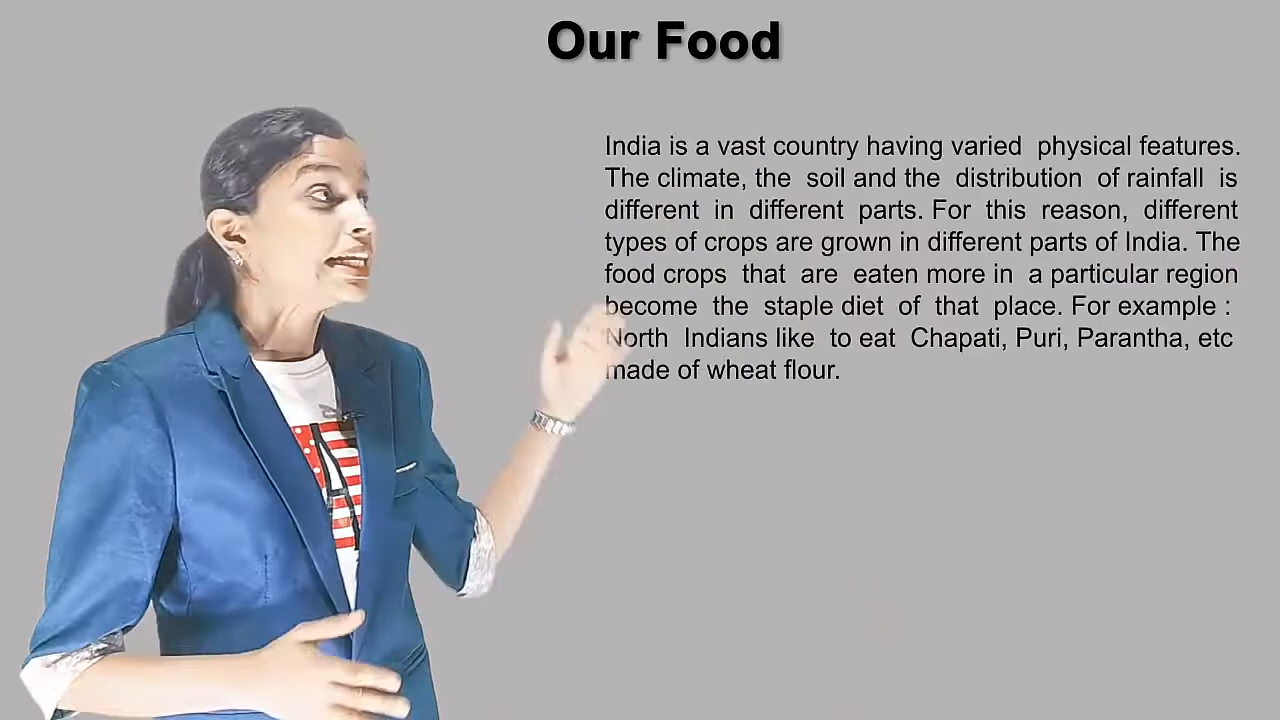 Our Food
India is a vast country having varied physical features.
The climate, the soil and the distribution of rainfall is
different in different parts. For this reason, different
types of crops are grown in different parts of India. The
food crops that are eaten more in a particular region
become the staple diet of that place. For example :
North Indians like to eat Chapati, Puri, Parantha, etc
made of wheat flour.